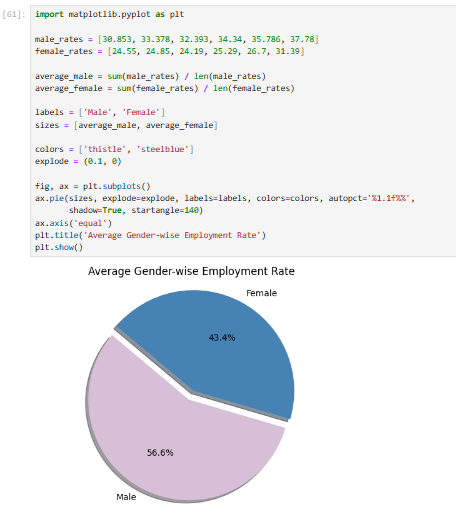 [61]: import matplotlib.pyplot as plt
male_rates = [30.853, 33.378, 32.393, 34.34, 35.786, 37.78]
female_rates = [24.55, 24.85, 24.19, 25.29, 26.7, 31.39]
average_male = sum(male_rates) / len(male_rates)
average_female = sum(female_rates) / len(female_rates)
labels = ['Male', 'Female']
sizes = [average_male, average_female]
colors = ['thistle', 'steelblue']
explode = (0.1, 0)
fig, ax = plt.subplots()
ax.pie(sizes, explode=explode, labels=labels, colors=colors, autopct='%1.1f%%',
shadow=True, startangle=140)
ax.axis('equal')
plt.title('Average Gender-wise Employment Rate')
plt.show()
Average Gender-wise Employment Rate
Female
43.4%
56.6%
Male